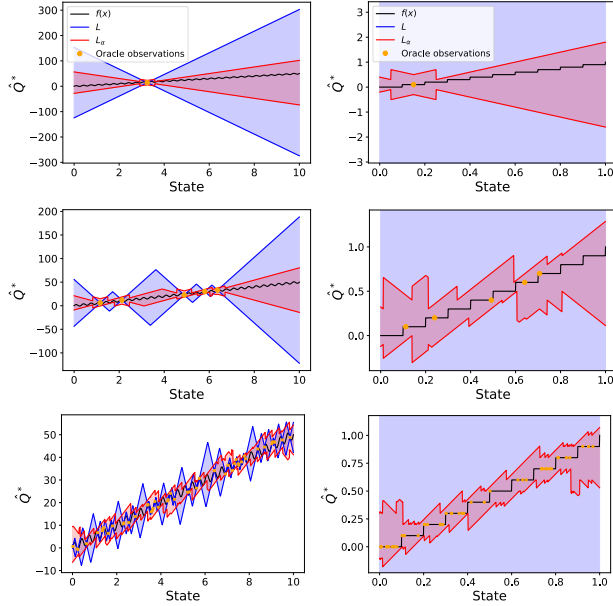 300
200
100
0
−100
−200
−300
Q̂*
f(x)
L
Lα
Oracle observations
0 2 4 6 8 10
State
3
2
1
0
−1
−2
−3
Q̂*
f(x)
L
Lα
Oracle observations
0.0 0.2 0.4 0.6 0.8 1.0
State
200
150
100
50
0
−50
−100
Q̂*
0 2 4 6 8 10
State
1.0
0.5
0.0
Q̂*
0.0 0.2 0.4 0.6 0.8 1.0
State
50
40
30
20
10
0
−10
Q̂*
0 2 4 6 8 10
State
1.00
0.75
0.50
0.25
0.00
Q̂*
0.0 0.2 0.4 0.6 0.8 1.0
State